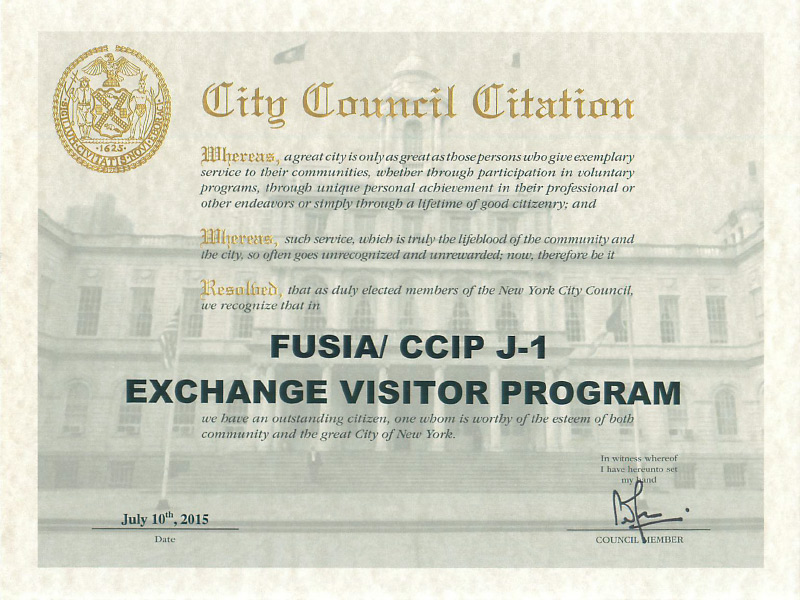 City Council Citation
SIGILLVM·CIVITATIS·NOVI·EBORACI
·1625·
Whereas, a great city is only as great as those persons who give exemplary
service to their communities, whether through participation in voluntary
programs, through unique personal achievement in their professional or
other endeavors or simply through a lifetime of good citizenry; and
Whereas, such service, which is truly the lifeblood of the community and
the city, so often goes unrecognized and unrewarded; now, therefore be it
Resolved, that as duly elected members of the New York City Council,
we recognize that in
FUSIA/ CCIP J-1
EXCHANGE VISITOR PROGRAM
we have an outstanding citizen, one whom is worthy of the esteem of both
community and the great City of New York.
In witness whereof
I have hereunto set
my hand
July 10th, 2015
Date
COUNCIL MEMBER